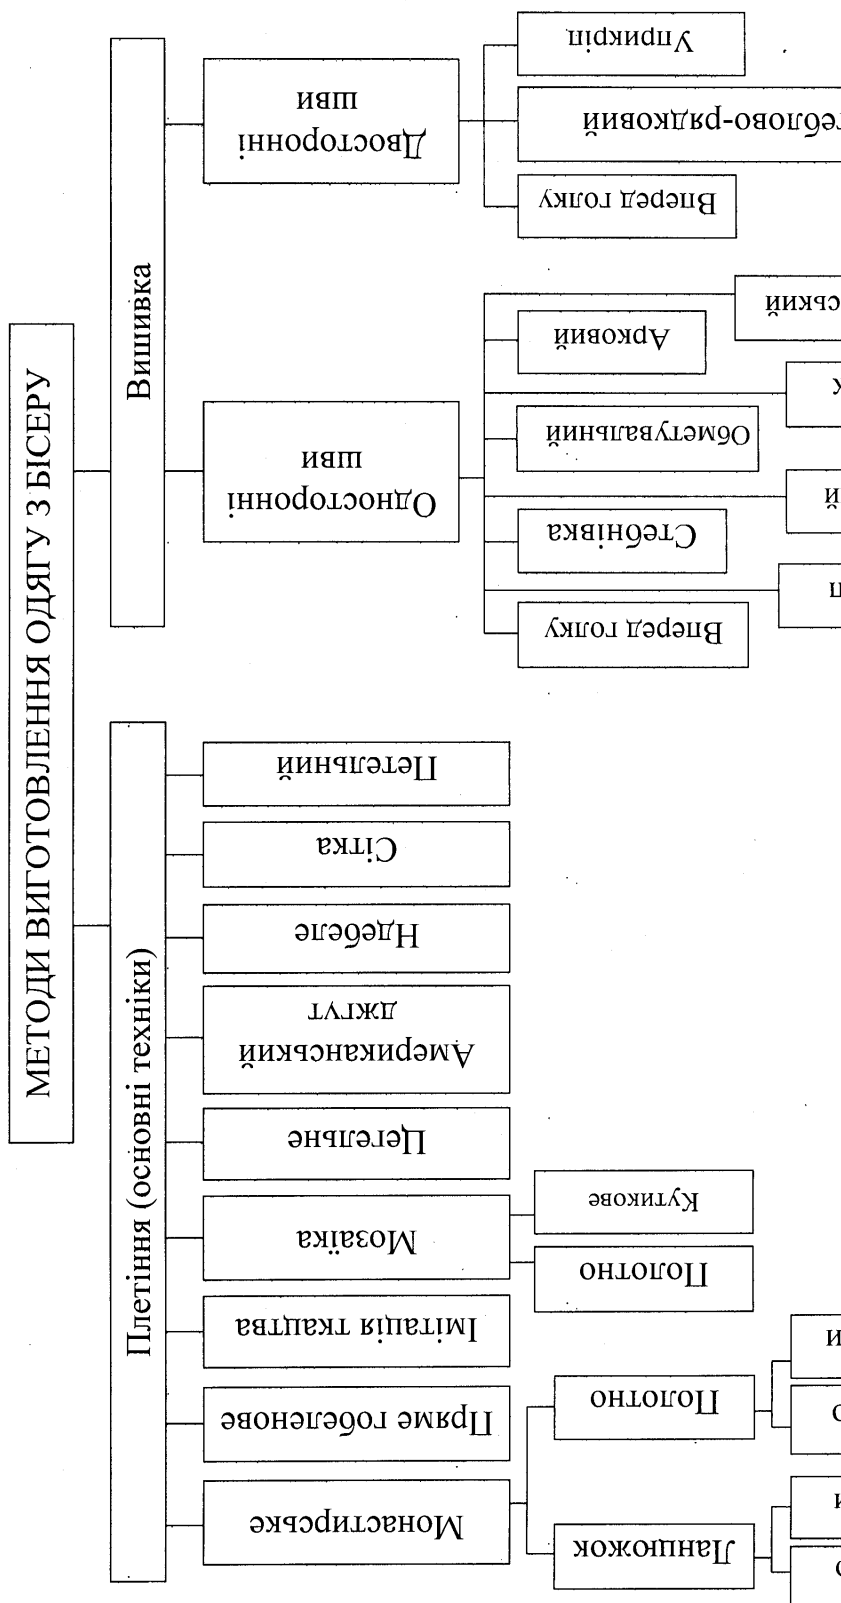 МЕТОДИ ВИГОТОВЛЕННЯ ОДЯГУ З БІСЕРУ
Плетіння (основні техніки)
Вишивка
Монастирське
Пряме гобеленове
Імітація ткацтва
Мозаїка
Цегельне
Американський
джгут
Ндебеле
Сітка
Петельний
Односторонні
шви
Двосторонні
шви
Ланцюжок
Полотно
Полотно
Кутикове
Вперед голку
Стебнівка
Обметувальний
Арковий
Вперед голку
Уприкріп